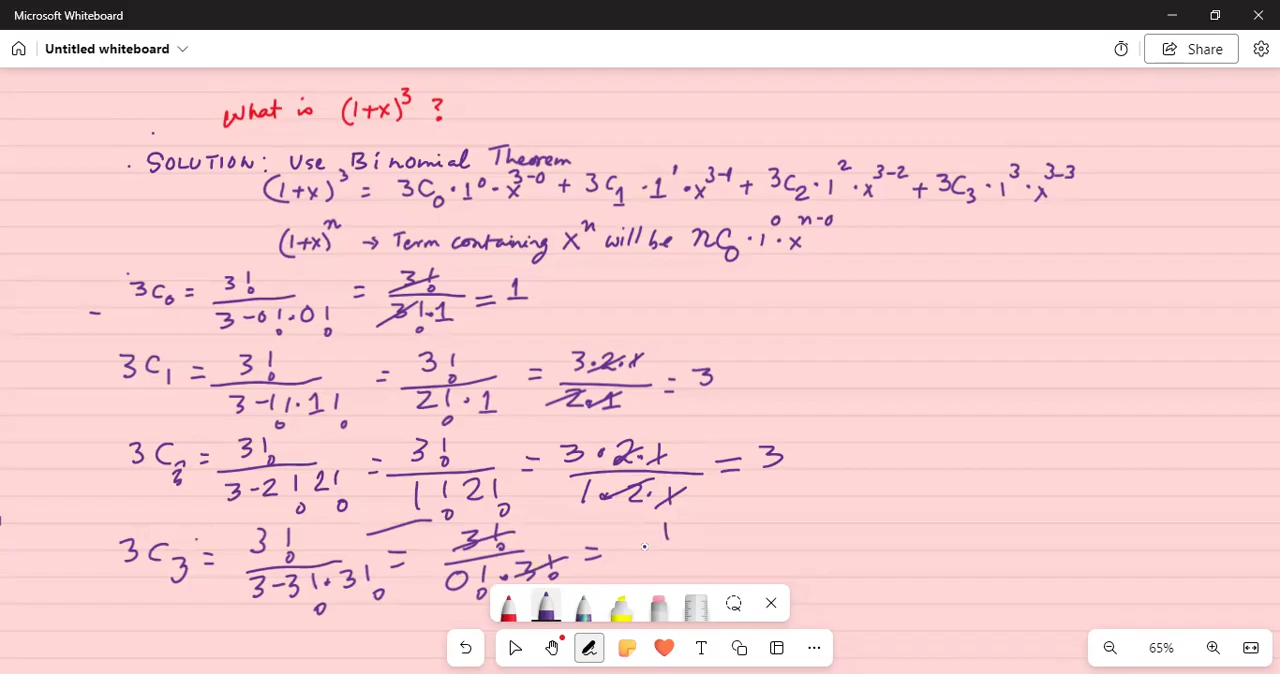 Microsoft Whiteboard
Untitled whiteboard
Share
What is (1+x)³ ?
SOLUTION: Use Binomial Theorem
(1+x)³ = 3C₀·1⁰·x³⁻⁰ + 3C₁·1¹·x³⁻¹ + 3C₂·1²·x³⁻² + 3C₃·1³·x³⁻³
(1+x)ⁿ → Term containing xⁿ will be nC₀·1⁰·xⁿ⁻⁰
3C₀ = 3! / 3-0!·0! = 3! / 3!·1 = 1
3C₁ = 3! / 3-1!·1! = 3! / 2!·1 = 3·2·1 / 2·1 = 3
3C₂ = 3! / 3-2! 2! = 3! / 1! 2! = 3·2·1 / 1·2·1 = 3
3C₃ = 3! / 3-3!·3! = 3! / 0!·3! = 1
65%